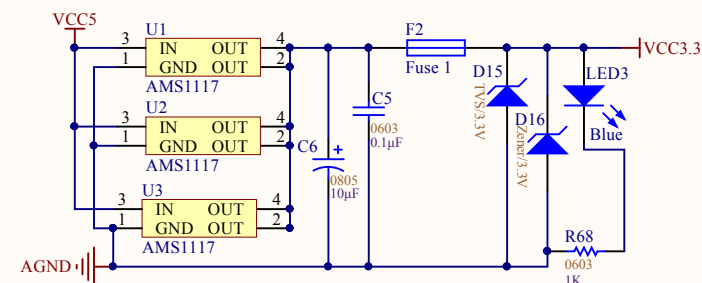 VCC5
U1
3 IN OUT 4
1 GND OUT 2
AMS1117
U2
3 IN OUT 4
1 GND OUT 2
AMS1117
U3
3 IN OUT 4
1 GND OUT 2
AMS1117
AGND
C6
+
0805
10μF
C5
0603
0.1μF
F2
Fuse 1
D15
TVS/3.3V
D16
Zener/3.3V
LED3
Blue
VCC3.3
R68
0603
1K